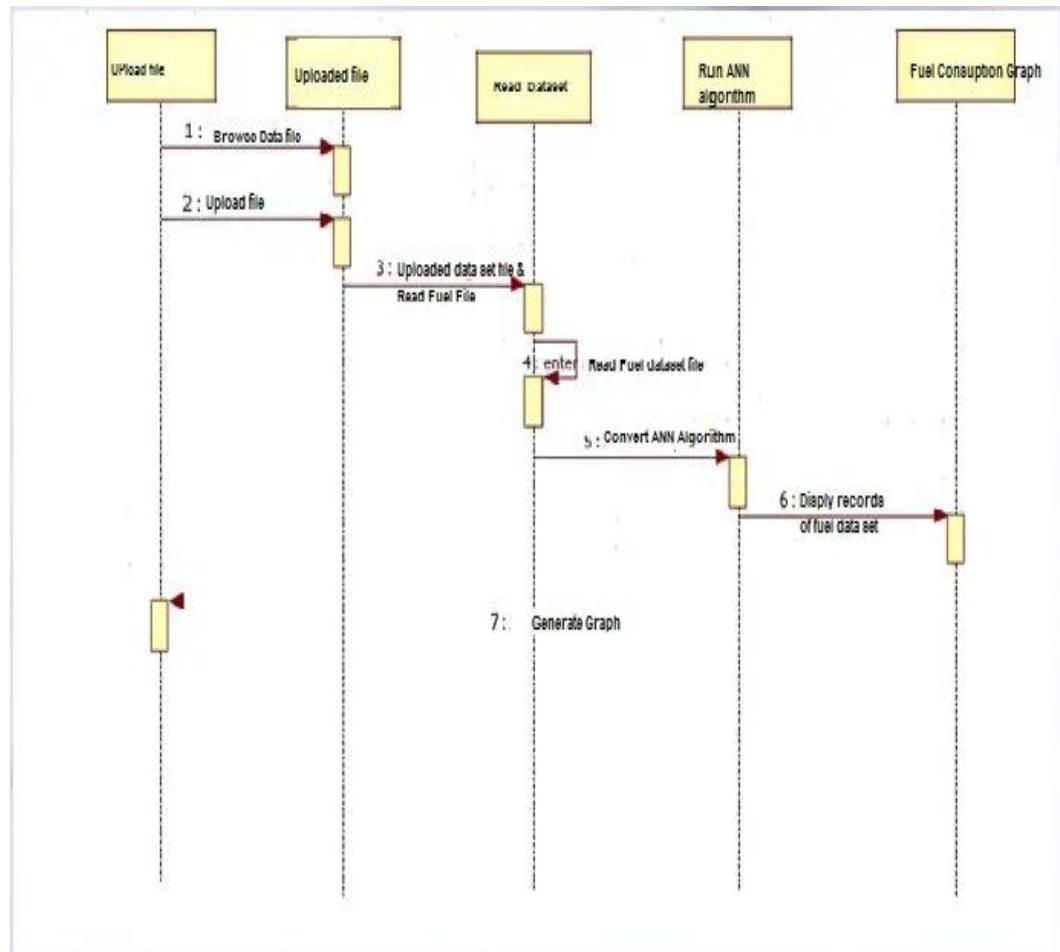 UPload file
Uploaded file
Read Dataset
Run ANN
algorithm
Fuel Consuption Graph
1: Browoo Data file
2: Upload file
3: Uploaded data set file &
Read Fuel File
4: enter Read Fuel dataset file
5: Convert ANN Algorithm
6: Disply records
of fuel data set
7: Generate Graph